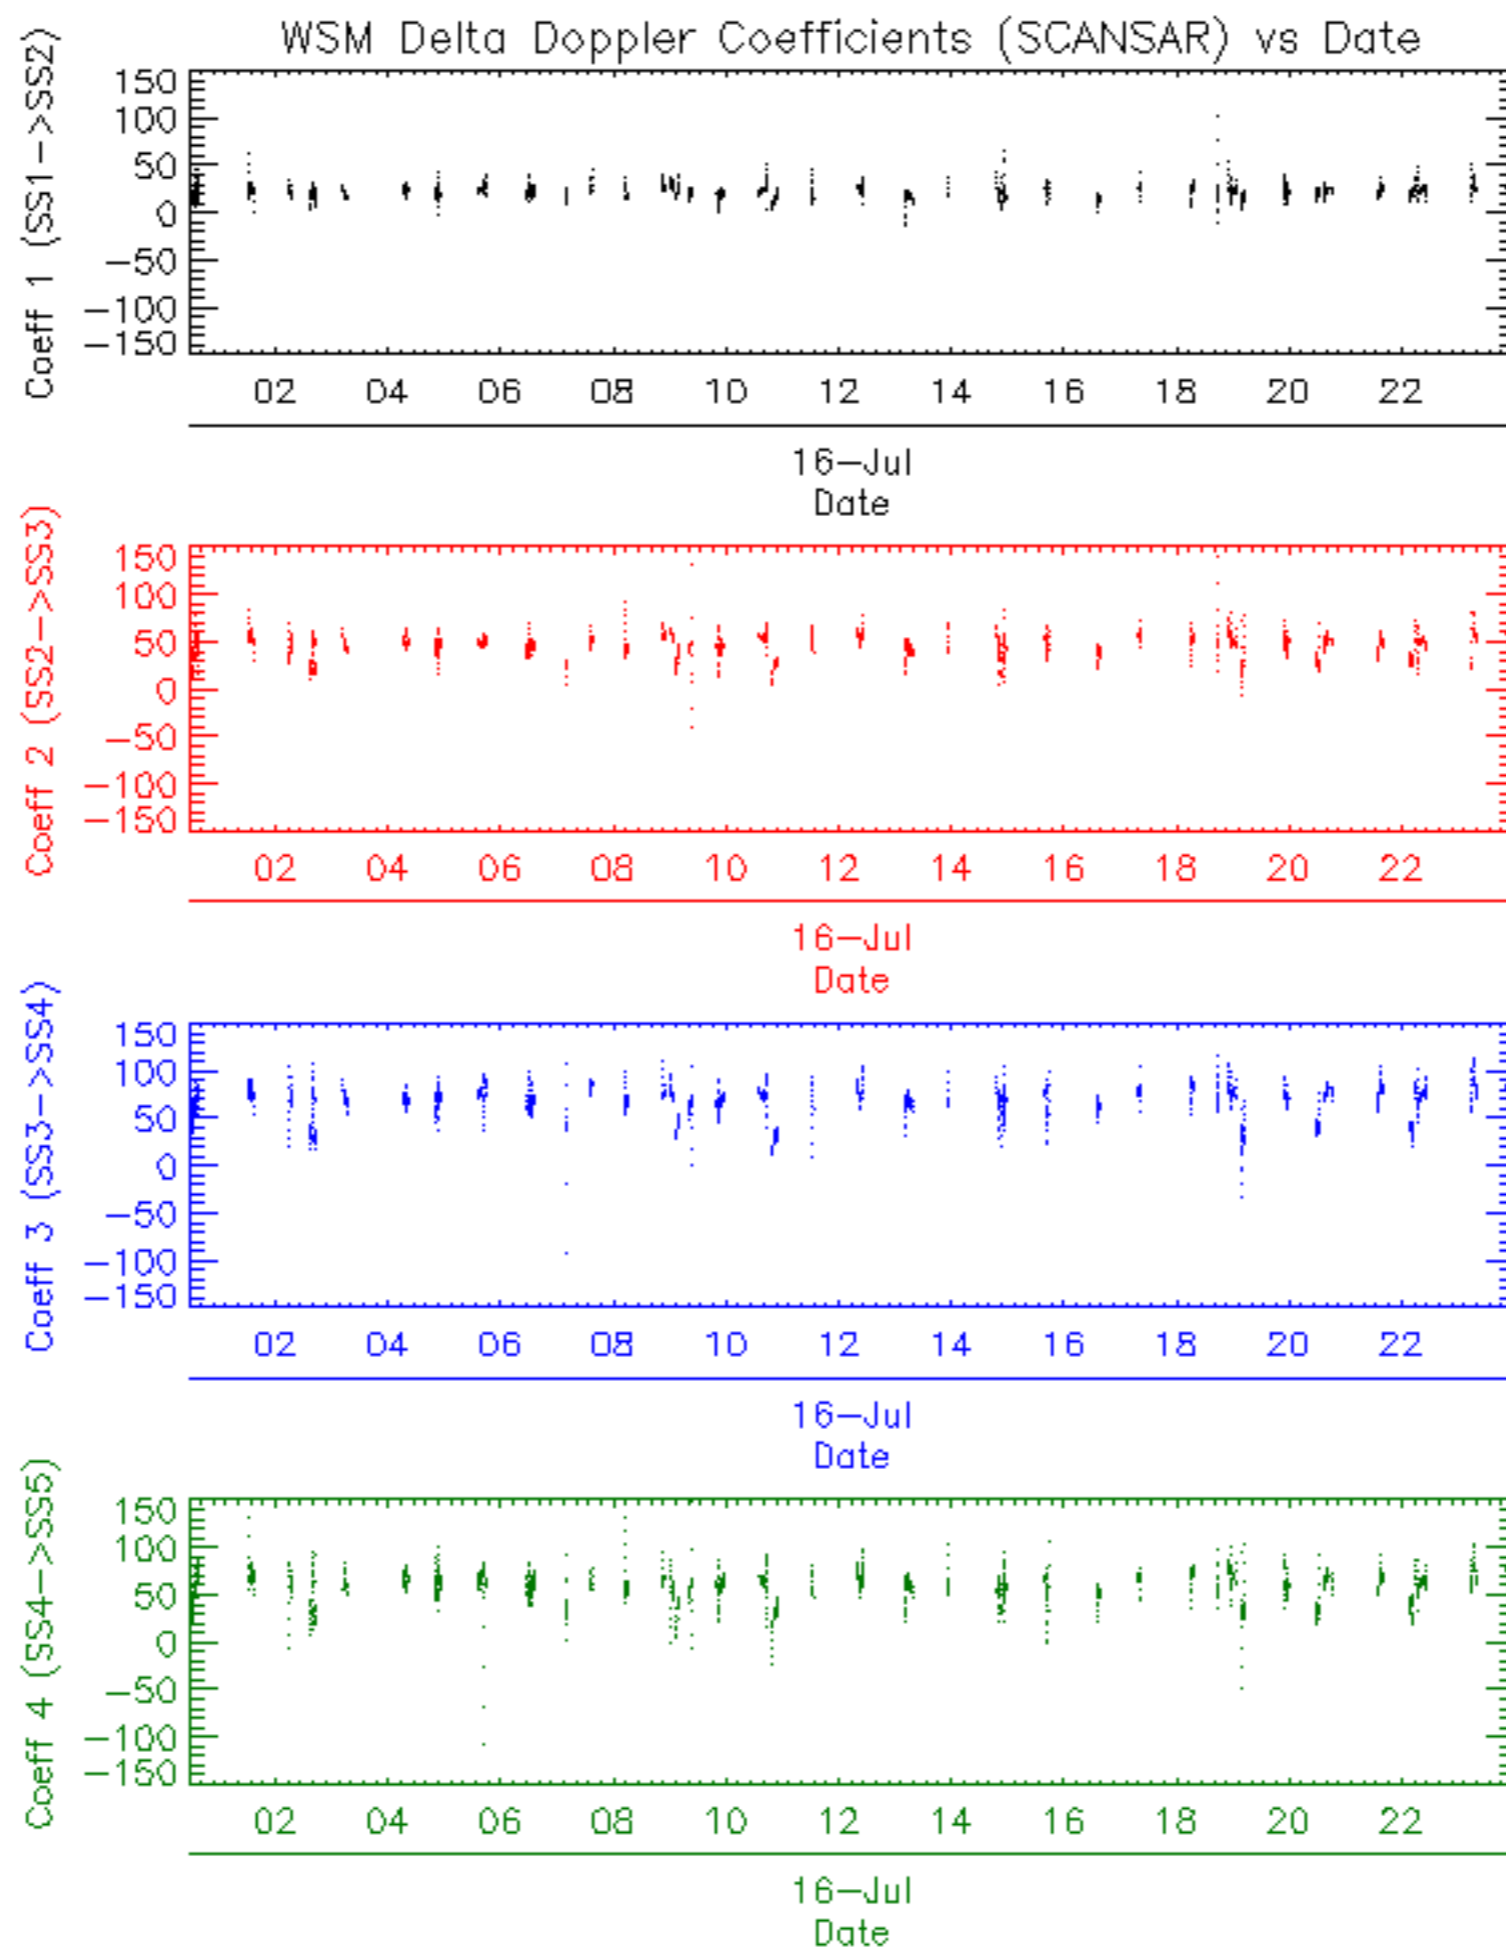 WSM Delta Doppler Coefficients (SCANSAR) vs Date
Coeff 1 (SS1->SS2)
150
100
50
0
-50
-100
-150
02 04 06 08 10 12 14 16 18 20 22
16-Jul
Date
Coeff 2 (SS2->SS3)
150
100
50
0
-50
-100
-150
02 04 06 08 10 12 14 16 18 20 22
16-Jul
Date
Coeff 3 (SS3->SS4)
150
100
50
0
-50
-100
-150
02 04 06 08 10 12 14 16 18 20 22
16-Jul
Date
Coeff 4 (SS4->SS5)
150
100
50
0
-50
-100
-150
02 04 06 08 10 12 14 16 18 20 22
16-Jul
Date